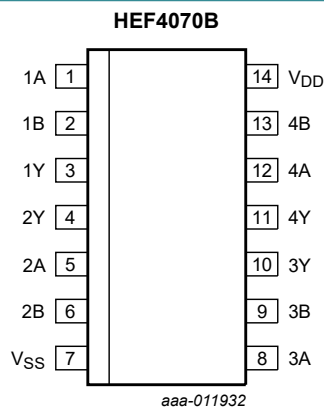 HEF4070B
1A 1 14 VDD
1B 2 13 4B
1Y 3 12 4A
2Y 4 11 4Y
2A 5 10 3Y
2B 6 9 3B
VSS 7 8 3A
aaa-011932